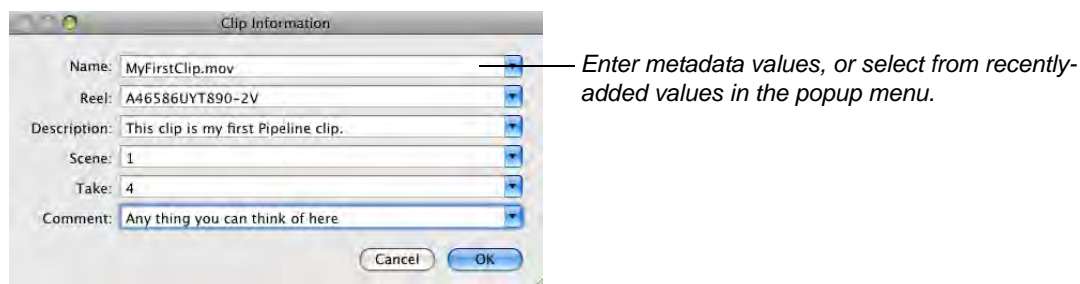 Clip Information
Name: MyFirstClip.mov
Reel: A46586UYT890-2V
Description: This clip is my first Pipeline clip.
Scene: 1
Take: 4
Comment: Any thing you can think of here
Cancel OK
Enter metadata values, or select from recently-
added values in the popup menu.